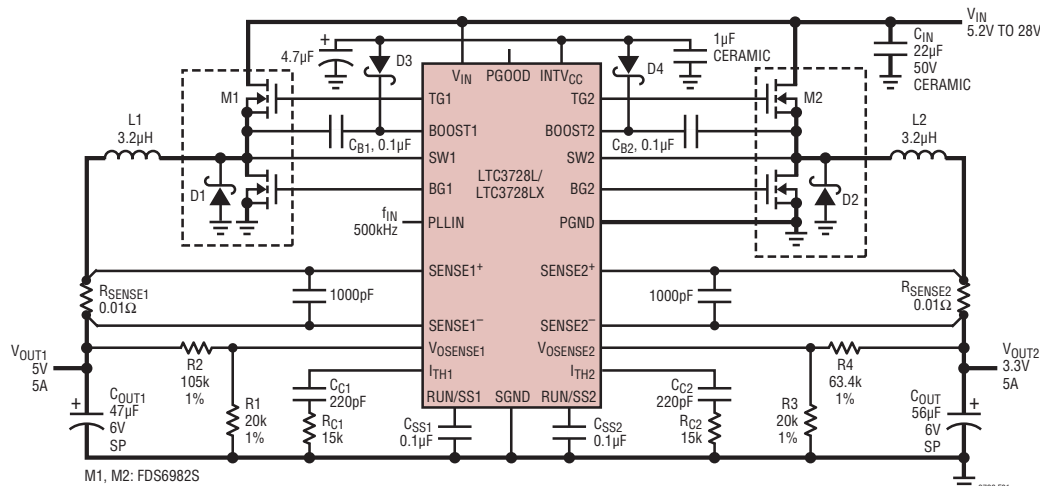 VIN
5.2V TO 28V
CIN
22µF
50V
CERAMIC
4.7µF
D3
D4
1µF
CERAMIC
VIN
PGOOD
INTVCC
M1
TG1
TG2
M2
L1
3.2µH
BOOST1
BOOST2
L2
3.2µH
CB1, 0.1µF
CB2, 0.1µF
SW1
SW2
LTC3728L/
LTC3728LX
D1
BG1
BG2
D2
fIN
500kHz
PLLIN
PGND
SENSE1+
SENSE2+
RSENSE1
0.01Ω
1000pF
1000pF
RSENSE2
0.01Ω
SENSE1–
SENSE2–
VOSENSE1
VOSENSE2
VOUT1
5V
5A
R2
105k
1%
R4
63.4k
1%
VOUT2
3.3V
5A
ITH1
ITH2
COUT1
47µF
6V
SP
R1
20k
1%
CC1
220pF
RC1
15k
RUN/SS1
SGND
RUN/SS2
CSS1
0.1µF
CSS2
0.1µF
CC2
220pF
RC2
15k
R3
20k
1%
COUT
56µF
6V
SP
M1, M2: FDS6982S